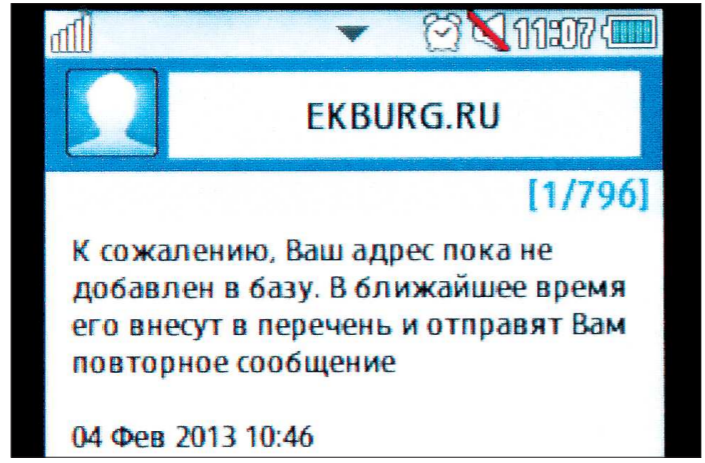 11:07
EKBURG.RU
[1/796]
К сожалению, Ваш адрес пока не
добавлен в базу. В ближайшее время
его внесут в перечень и отправят Вам
повторное сообщение
04 Фев 2013 10:46